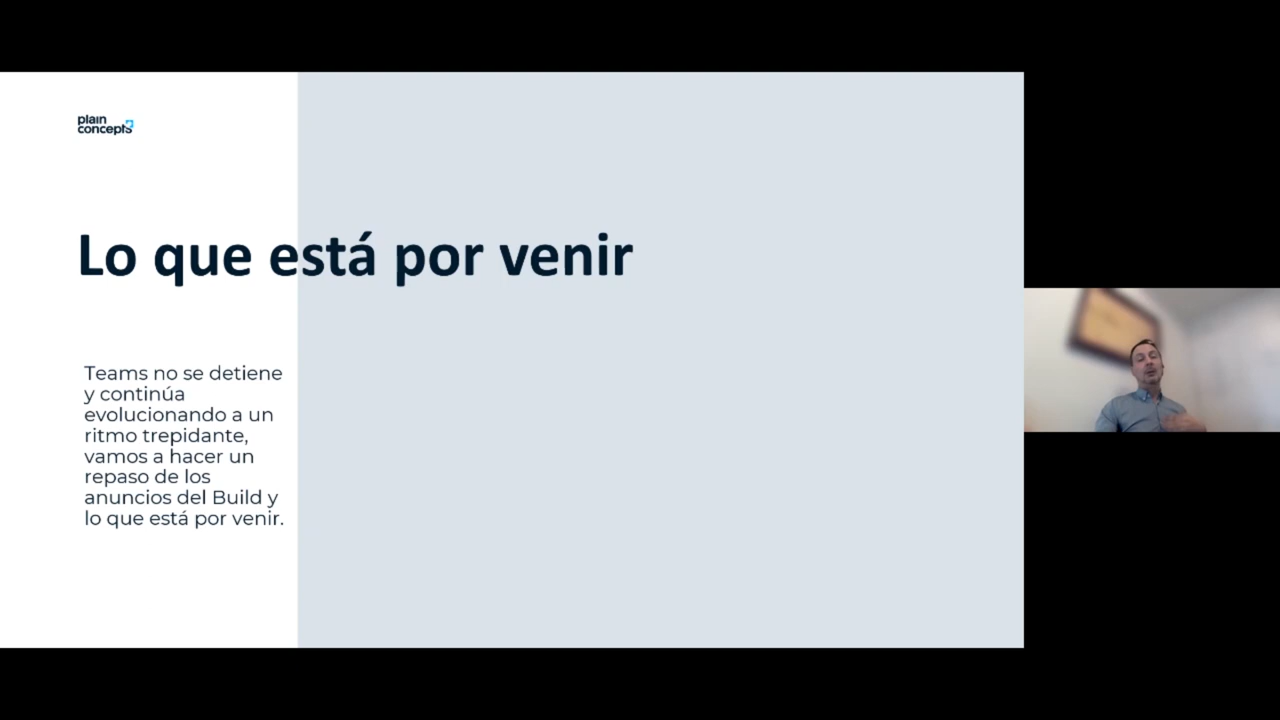 plain
concepts
Lo que está por venir
Teams no se detiene
y continúa
evolucionando a un
ritmo trepidante,
vamos a hacer un
repaso de los
anuncios del Build y
lo que está por venir.